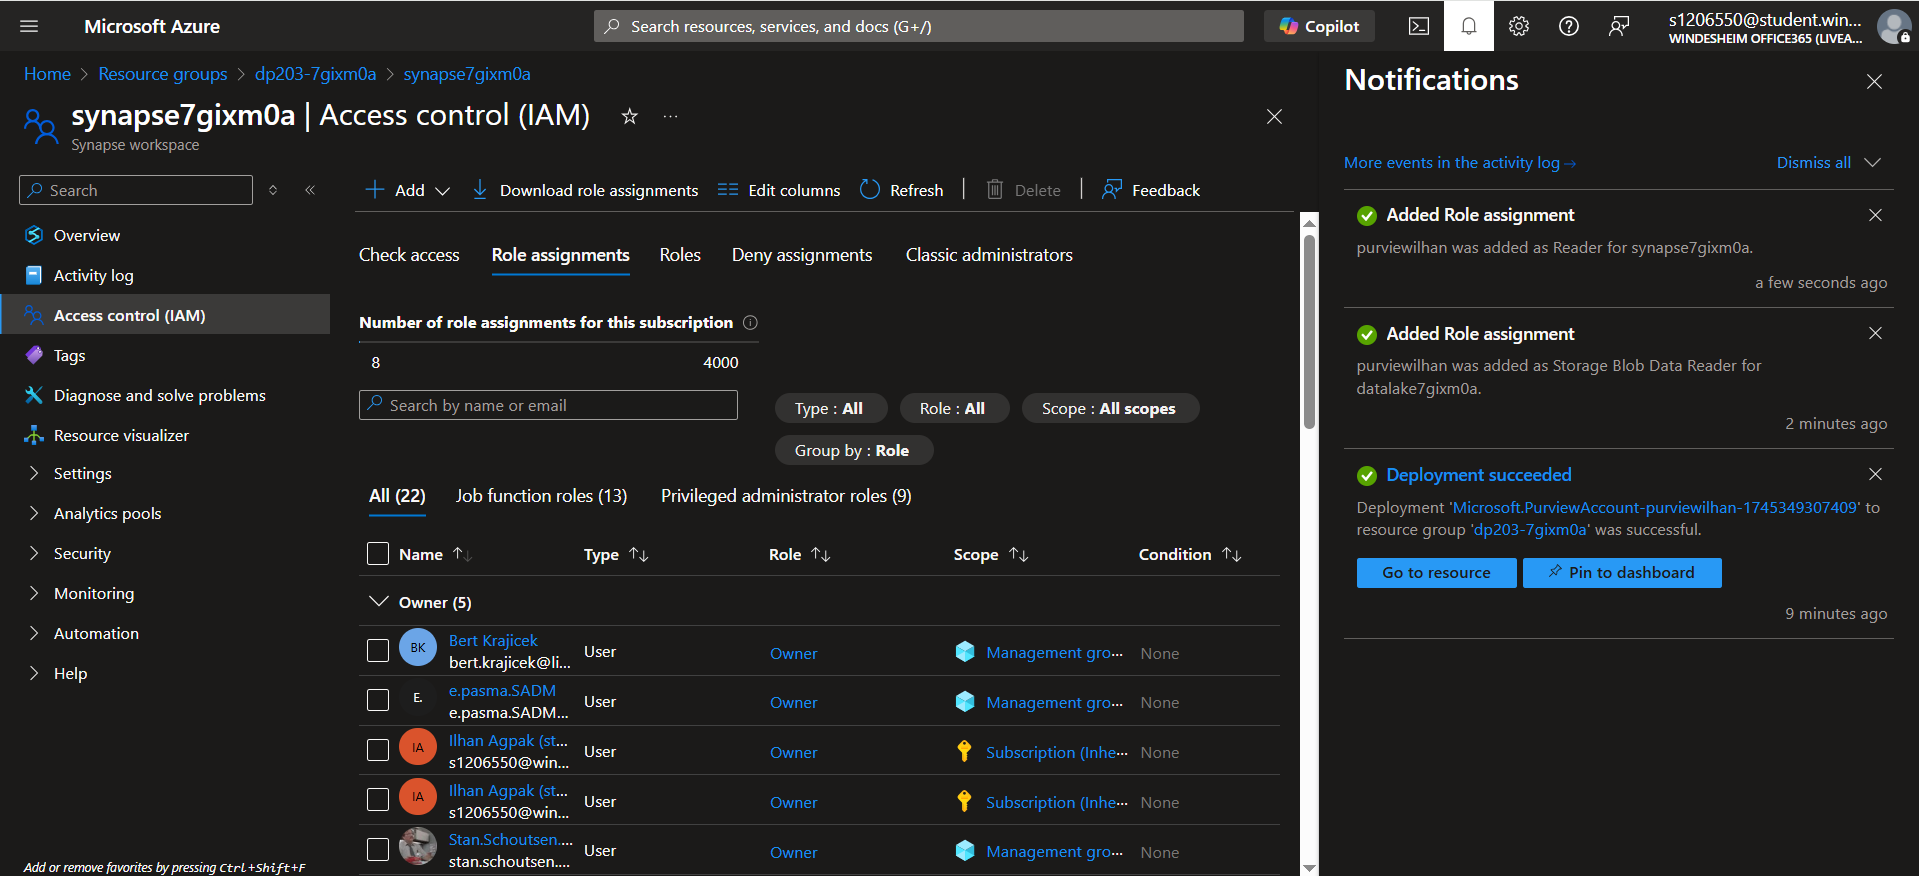 Microsoft Azure
Search resources, services, and docs (G+/)
Copilot
s1206550@student.win...
WINDESHEIM OFFICE365 (LIVEA...
Home > Resource groups > dp203-7gixm0a > synapse7gixm0a
synapse7gixm0a | Access control (IAM)
Synapse workspace
Search
Overview
Activity log
Access control (IAM)
Tags
Diagnose and solve problems
Resource visualizer
Settings
Analytics pools
Security
Monitoring
Automation
Help
Add or remove favorites by pressing Ctrl+Shift+F
Add
Download role assignments
Edit columns
Refresh
Delete
Feedback
Check access
Role assignments
Roles
Deny assignments
Classic administrators
Number of role assignments for this subscription
8 4000
Search by name or email
Type : All
Role : All
Scope : All scopes
Group by : Role
All (22)
Job function roles (13)
Privileged administrator roles (9)
Name Type Role Scope Condition
Owner (5)
BK Bert Krajicek
bert.krajicek@li... User Owner Management gro... None
E. e.pasma.SADM
e.pasma.SADM... User Owner Management gro... None
IA Ilhan Agpak (st...
s1206550@win... User Owner Subscription (Inhe... None
IA Ilhan Agpak (st...
s1206550@win... User Owner Subscription (Inhe... None
Stan.Schoutsen....
stan.schoutsen.... User Owner Management gro... None
Notifications
More events in the activity log →
Dismiss all
Added Role assignment
purviewilhan was added as Reader for synapse7gixm0a.
a few seconds ago
Added Role assignment
purviewilhan was added as Storage Blob Data Reader for
datalake7gixm0a.
2 minutes ago
Deployment succeeded
Deployment 'Microsoft.PurviewAccount-purviewilhan-1745349307409' to
resource group 'dp203-7gixm0a' was successful.
Go to resource
Pin to dashboard
9 minutes ago